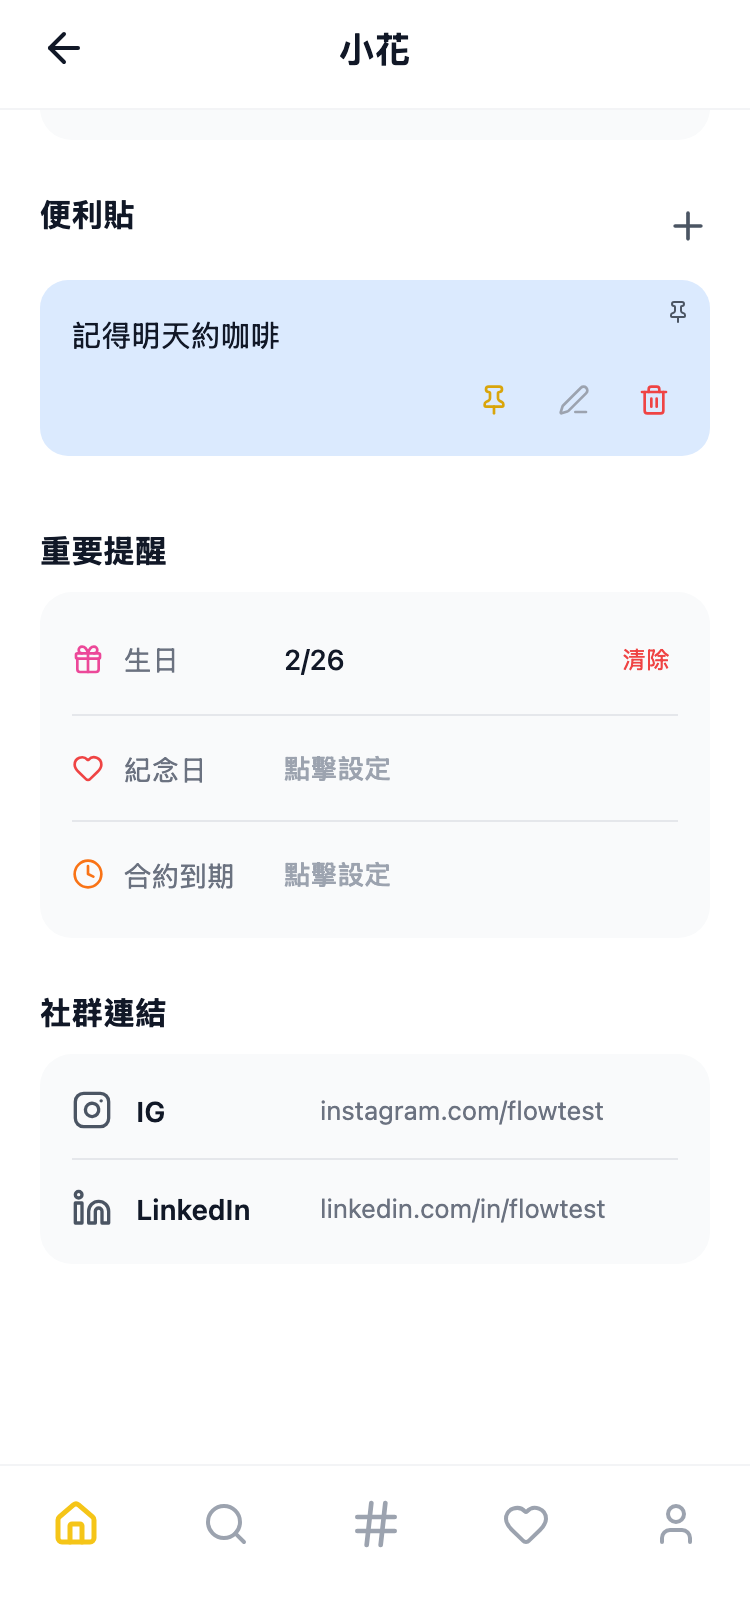 小花
便利貼
記得明天約咖啡
重要提醒
生日 2/26 清除
紀念日 點擊設定
合約到期 點擊設定
社群連結
IG instagram.com/flowtest
LinkedIn linkedin.com/in/flowtest